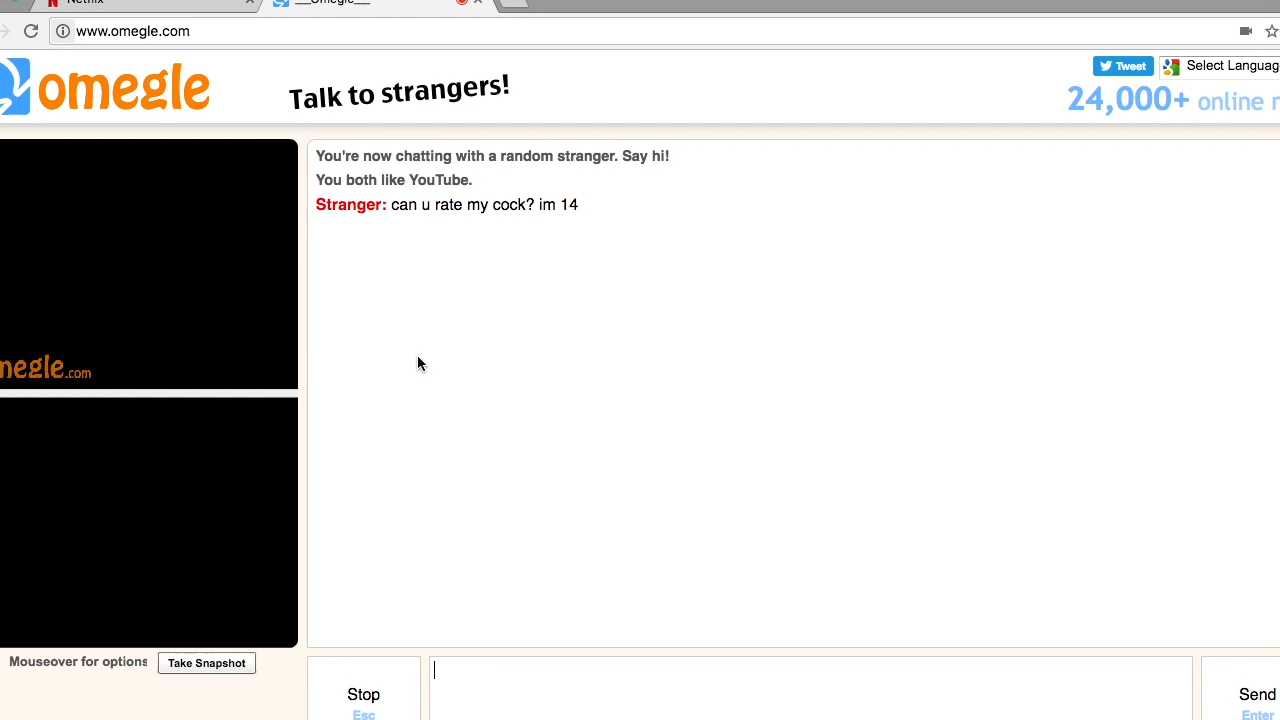 Netflix
___Omegle___
www.omegle.com
omegle
Talk to strangers!
Tweet
Select Languag
24,000+ online
You're now chatting with a random stranger. Say hi!
You both like YouTube.
Stranger: can u rate my cock? im 14
megle.com
Mouseover for options
Take Snapshot
Stop
Esc
Send
Enter